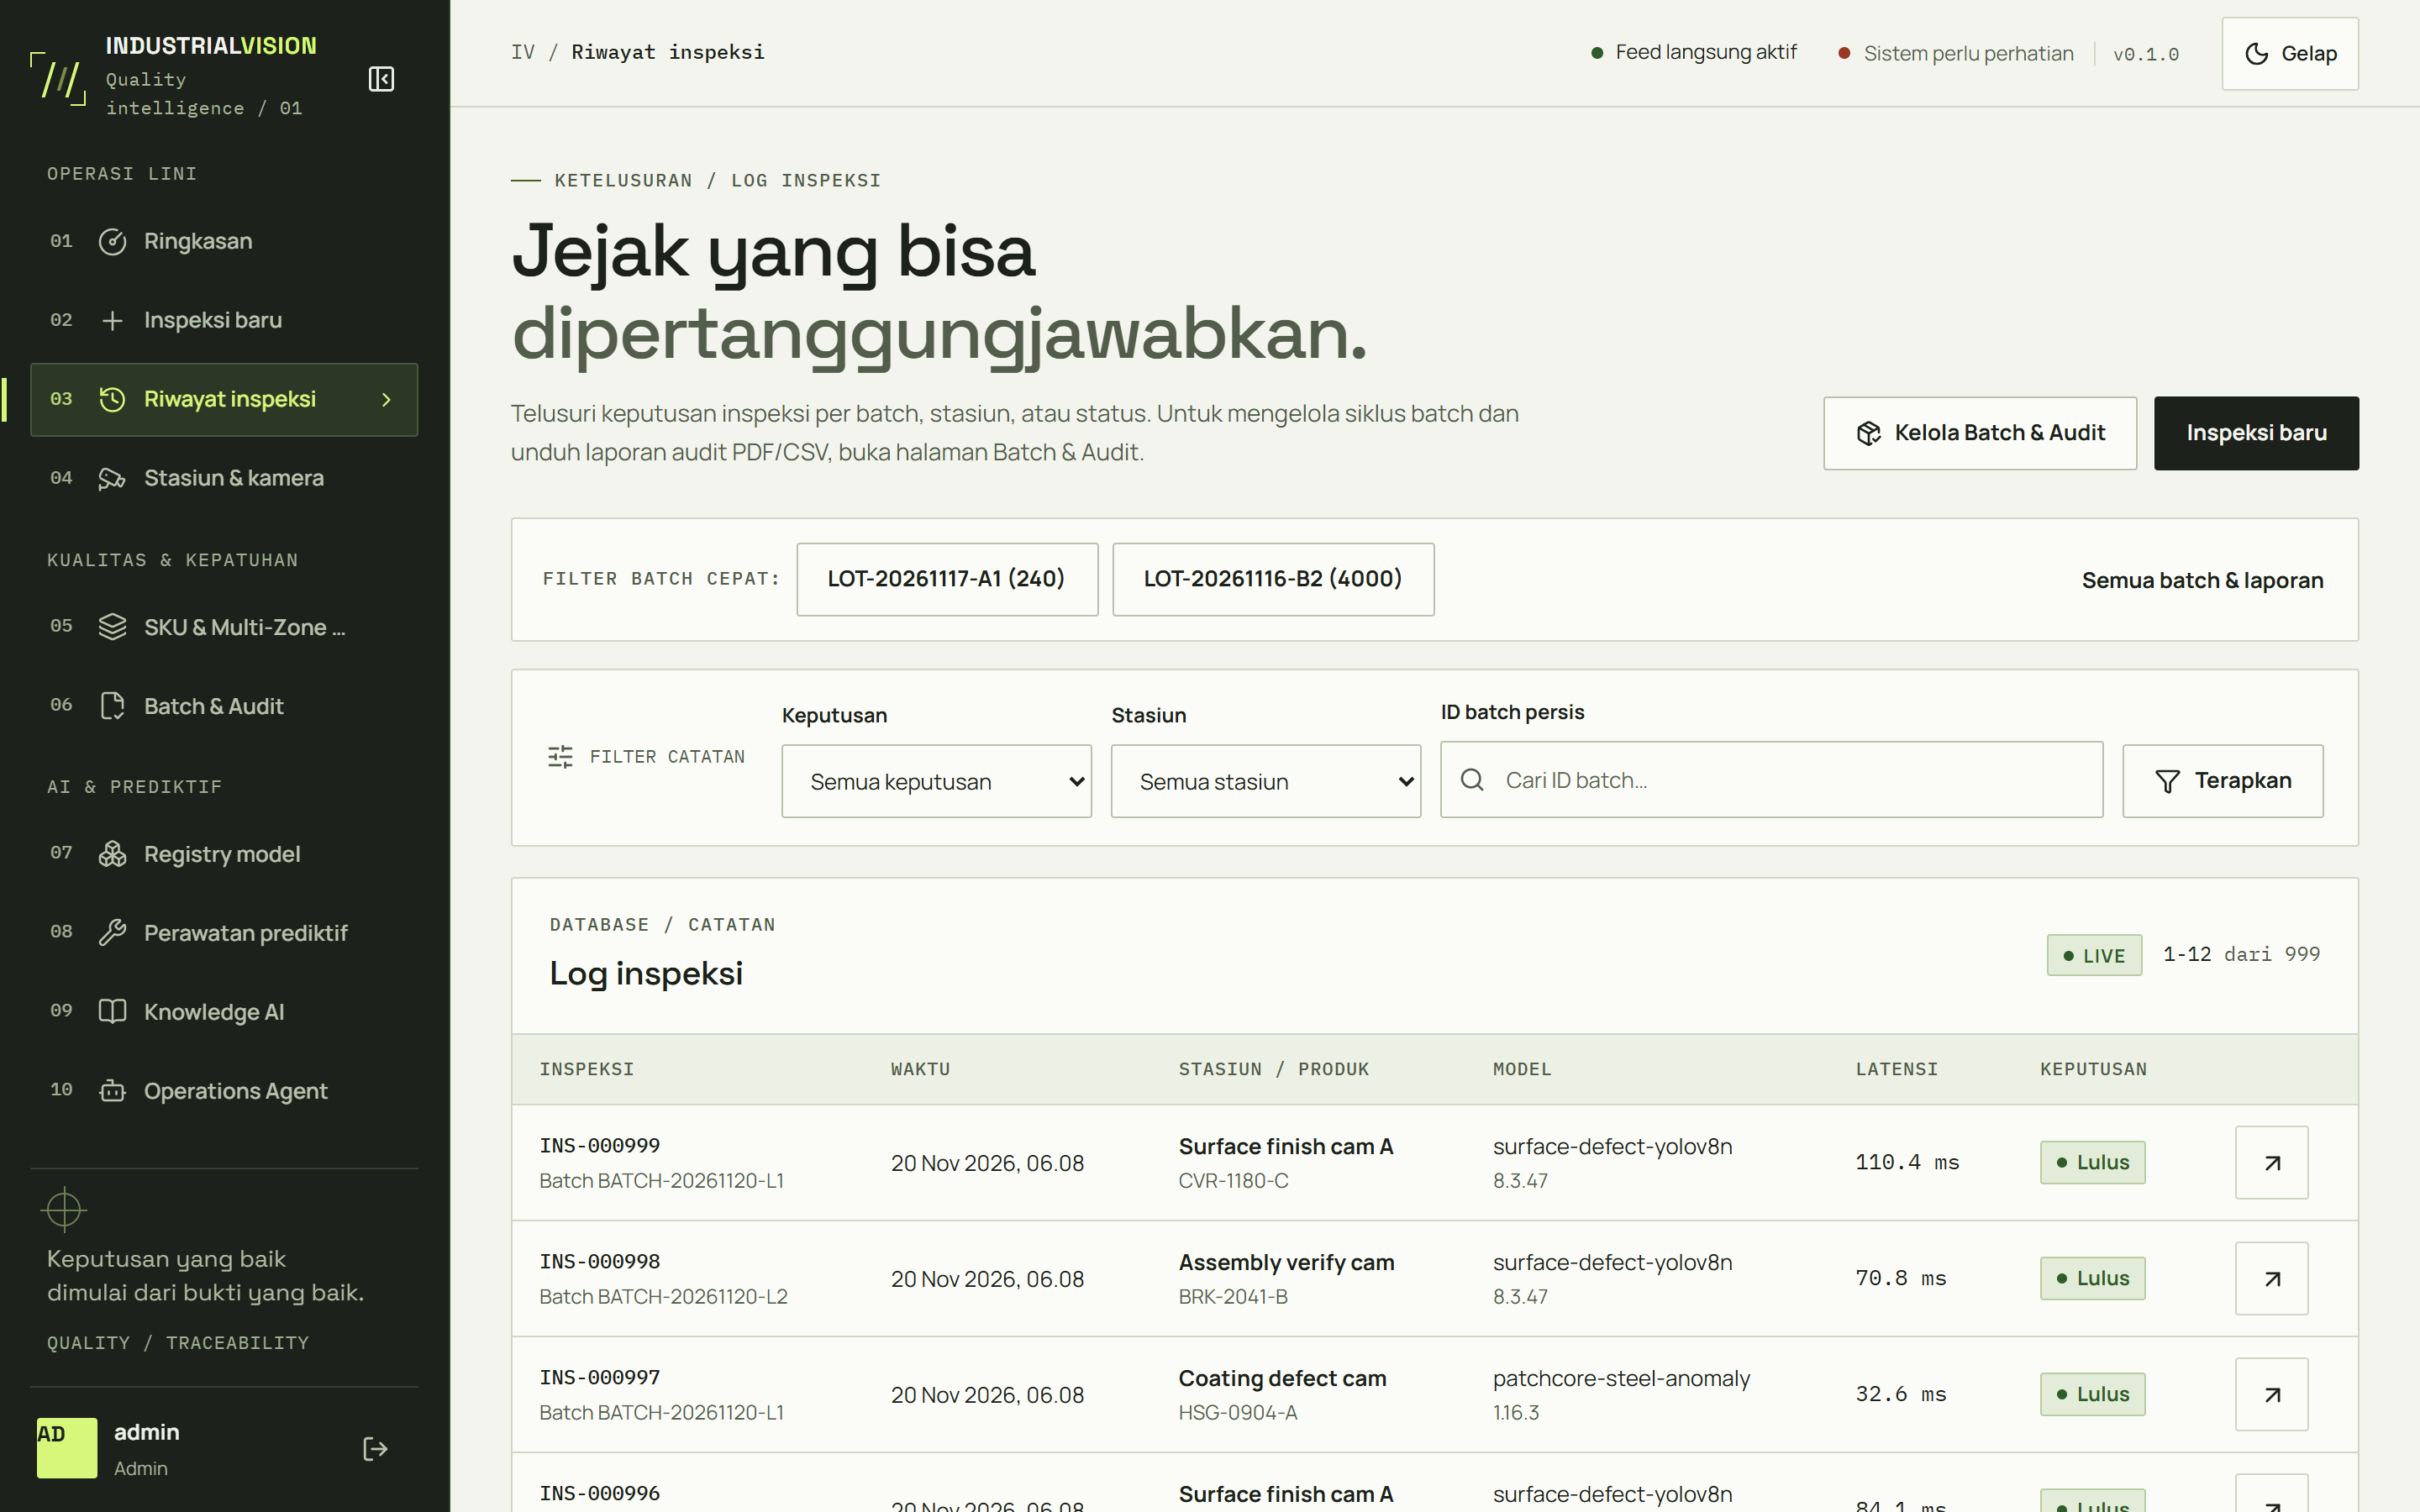 INDUSTRIALVISION
Quality
intelligence / 01
OPERASI LINI
01 Ringkasan
02 Inspeksi baru
03 Riwayat inspeksi
04 Stasiun & kamera
KUALITAS & KEPATUHAN
05 SKU & Multi-Zone ...
06 Batch & Audit
AI & PREDIKTIF
07 Registry model
08 Perawatan prediktif
09 Knowledge AI
10 Operations Agent
Keputusan yang baik
dimulai dari bukti yang baik.
QUALITY / TRACEABILITY
AD
admin
Admin
IV / Riwayat inspeksi
Feed langsung aktif
Sistem perlu perhatian
v0.1.0
Gelap
KETELUSURAN / LOG INSPEKSI
Jejak yang bisa
dipertanggungjawabkan.
Telusuri keputusan inspeksi per batch, stasiun, atau status. Untuk mengelola siklus batch dan
unduh laporan audit PDF/CSV, buka halaman Batch & Audit.
Kelola Batch & Audit
Inspeksi baru
FILTER BATCH CEPAT:
LOT-20261117-A1 (240)
LOT-20261116-B2 (4000)
Semua batch & laporan
FILTER CATATAN
Keputusan
Semua keputusan
Stasiun
Semua stasiun
ID batch persis
Cari ID batch...
Terapkan
DATABASE / CATATAN
Log inspeksi
LIVE
1-12 dari 999
INSPEKSI WAKTU STASIUN / PRODUK MODEL LATENSI KEPUTUSAN
INS-000999
Batch BATCH-20261120-L1
20 Nov 2026, 06.08
Surface finish cam A
CVR-1180-C
surface-defect-yolov8n
8.3.47
110.4 ms
Lulus
INS-000998
Batch BATCH-20261120-L2
20 Nov 2026, 06.08
Assembly verify cam
BRK-2041-B
surface-defect-yolov8n
8.3.47
70.8 ms
Lulus
INS-000997
Batch BATCH-20261120-L1
20 Nov 2026, 06.08
Coating defect cam
HSG-0904-A
patchcore-steel-anomaly
1.16.3
32.6 ms
Lulus
INS-000996
20 Nov 2026, 06.08
Surface finish cam A
surface-defect-yolov8n
84.1 ms
Lulus